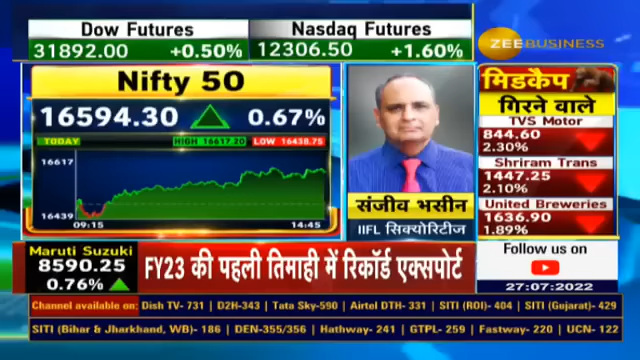 Dow Futures
31892.00 +0.50%
Nasdaq Futures
12306.50 +1.60%
ZEE BUSINESS
Nifty 50
16594.30 0.67%
TODAY HIGH 16617.20 LOW 16438.75
16617
16439
09:15 14:45
संजीव भसीन
IIFL सिक्योरिटीज
मिडकैप
गिरने वाले
TVS Motor
844.60
2.30%
Shriram Trans
1447.25
2.10%
United Breweries
1636.90
1.89%
Maruti Suzuki
8590.25
0.76%
FY23 की पहली तिमाही में रिकॉर्ड एक्सपोर्ट
Follow us on
27:07:2022
Channel available on: Dish TV- 731 | D2H-343 | Tata Sky-590 | Airtel DTH- 331 | SITI (ROI)- 404 | SITI (Gujarat)- 429
SITI (Bihar & Jharkhand, WB)- 186 | DEN-355/356 | Hathway- 241 | GTPL- 259 | Fastway- 220 | UCN- 122